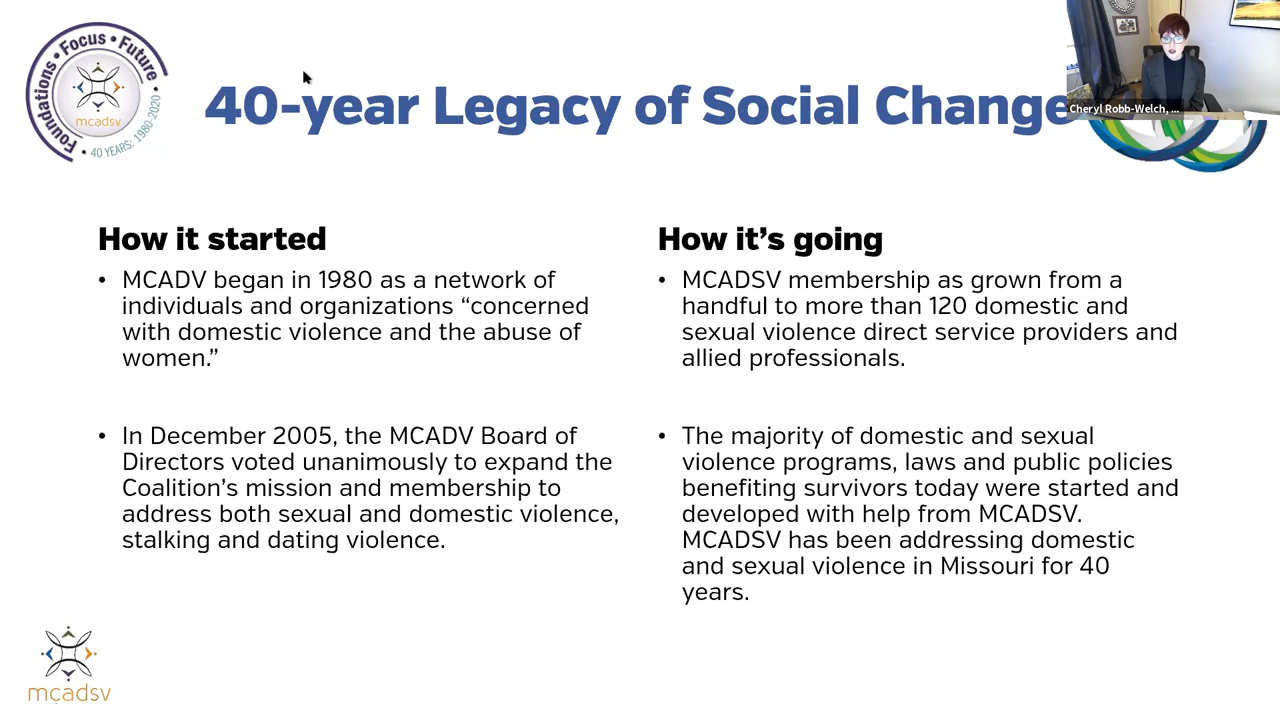 Foundations • Focus • Future •
mcadsv
• 40 YEARS: 1980-2020 •
40-year Legacy of Social Change
Cheryl Robb-Welch, ...
How it started
• MCADV began in 1980 as a network of
individuals and organizations “concerned
with domestic violence and the abuse of
women.”
• In December 2005, the MCADV Board of
Directors voted unanimously to expand the
Coalition’s mission and membership to
address both sexual and domestic violence,
stalking and dating violence.
How it’s going
• MCADSV membership as grown from a
handful to more than 120 domestic and
sexual violence direct service providers and
allied professionals.
• The majority of domestic and sexual
violence programs, laws and public policies
benefiting survivors today were started and
developed with help from MCADSV.
MCADSV has been addressing domestic
and sexual violence in Missouri for 40
years.
mcadsv